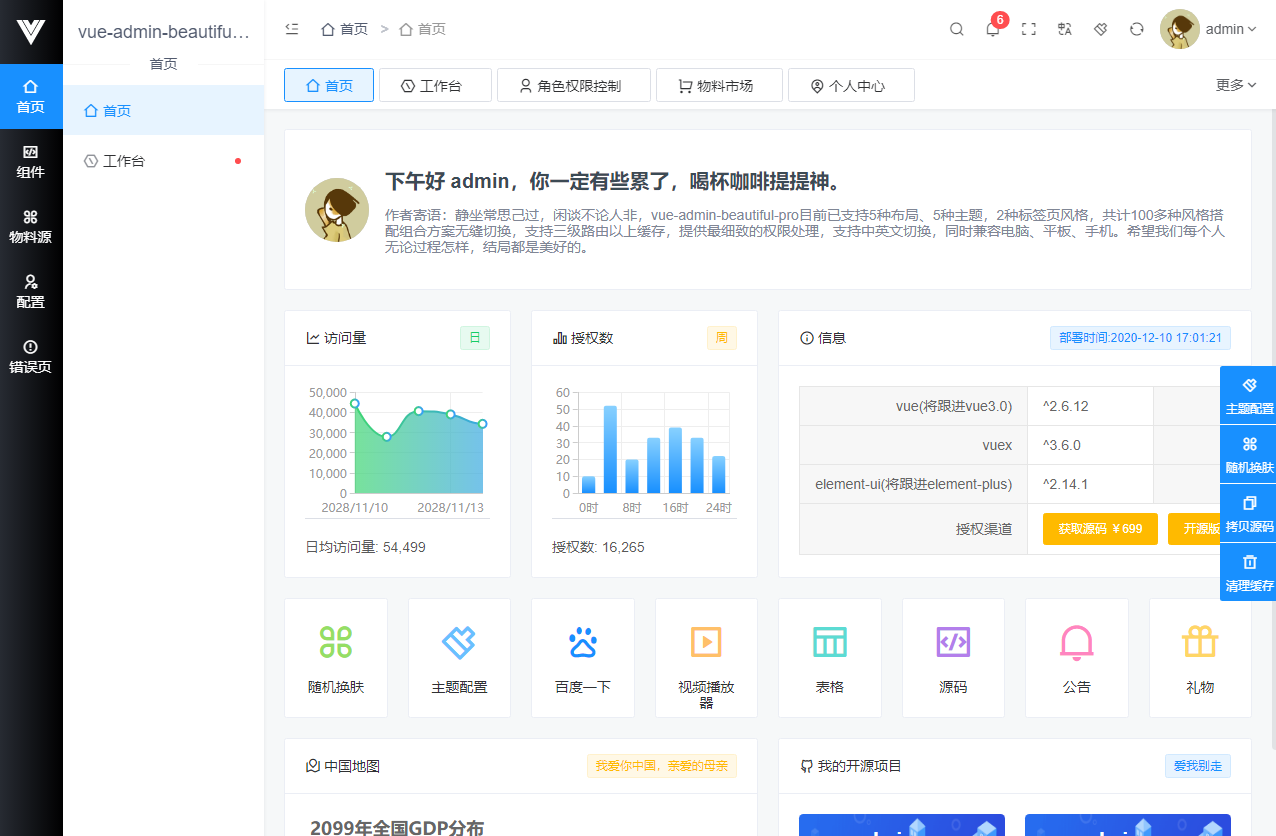 首页
组件
物料源
配置
错误页
vue-admin-beautifu...
首页
首页
工作台
首页 > 首页
6
admin
首页 工作台 角色权限控制 物料市场 个人中心 更多
下午好 admin，你一定有些累了，喝杯咖啡提提神。
作者寄语：静坐常思己过，闲谈不论人非，vue-admin-beautiful-pro目前已支持5种布局、5种主题，2种标签页风格，共计100多种风格搭
配组合方案无缝切换，支持三级路由以上缓存，提供最细致的权限处理，支持中英文切换，同时兼容电脑、平板、手机。希望我们每个人
无论过程怎样，结局都是美好的。
访问量 日
50,000
40,000
30,000
20,000
10,000
0
2028/11/10 2028/11/13
日均访问量: 54,499
授权数 周
60
50
40
30
20
10
0
0时 8时 16时 24时
授权数: 16,265
信息 部署时间:2020-12-10 17:01:21
vue(将跟进vue3.0) ^2.6.12
vuex ^3.6.0
element-ui(将跟进element-plus) ^2.14.1
授权渠道 获取源码 ￥699 开源版
主题配置
随机换肤
拷贝源码
清理缓存
随机换肤
主题配置
百度一下
视频播放
器
表格
源码
公告
礼物
中国地图 我爱你中国，亲爱的母亲
2099年全国GDP分布
我的开源项目 爱我别走